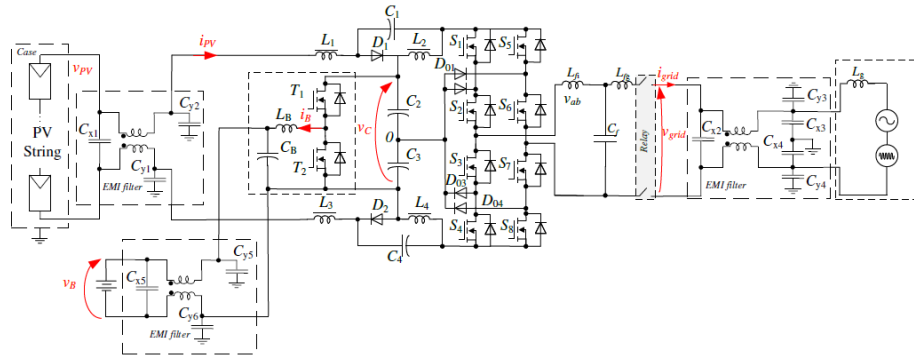 Case
v_PV
PV
String
C_x1
C_y2
C_y1
EMI filter
i_PV
L_1
C_1
D_1
L_2
T_1
L_B
i_B
C_B
T_2
v_C
C_2
0
C_3
L_3
D_2
L_4
C_4
D_01
D_03
D_04
S_1
S_5
S_2
S_6
S_3
S_7
S_4
S_8
L_fi
L_fg
v_ab
C_f
Relay
i_grid
v_grid
C_x2
C_y3
C_x3
C_x4
C_y4
EMI filter
L_g
v_B
C_x5
C_y5
C_y6
EMI filter